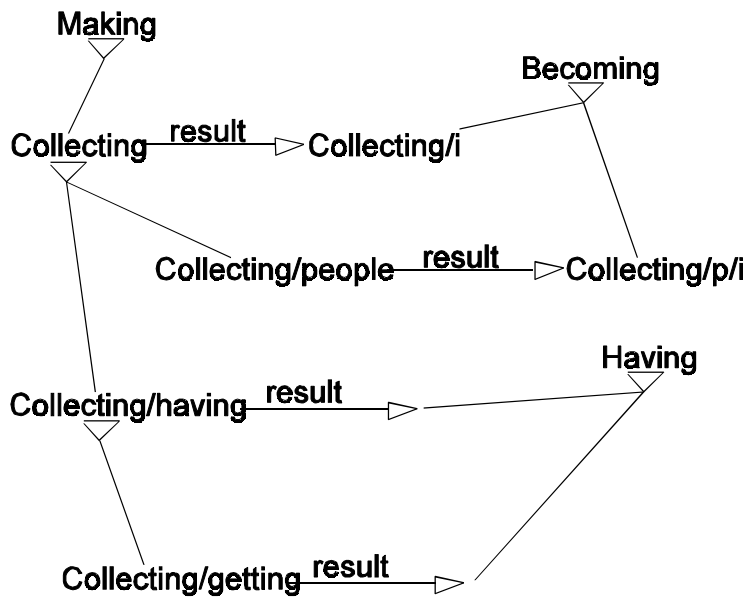 Making
Becoming
Collecting result Collecting/i
Collecting/people result Collecting/p/i
Having
Collecting/having result
Collecting/getting result